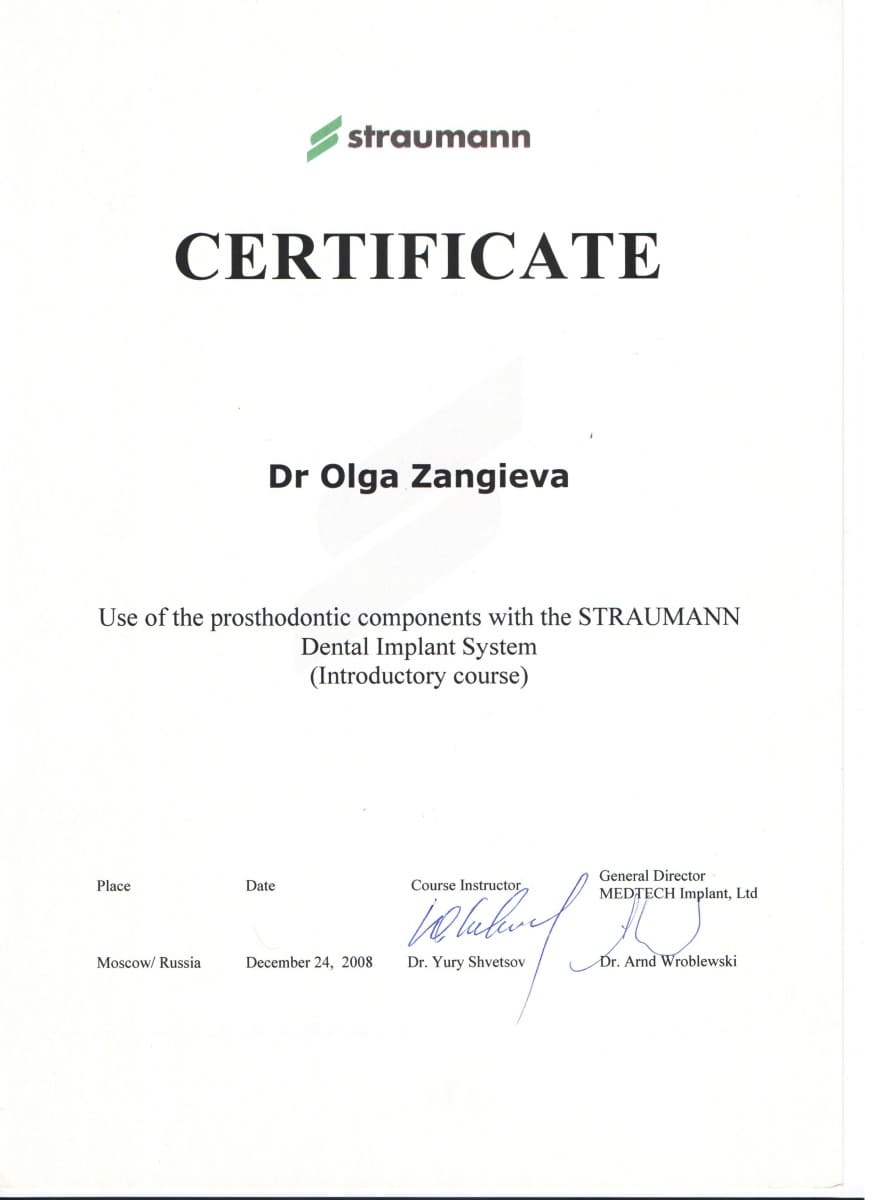 straumann
CERTIFICATE
Dr Olga Zangieva
Use of the prosthodontic components with the STRAUMANN
Dental Implant System
(Introductory course)
Place
Date
Course Instructor
General Director
MEDTECH Implant, Ltd
Moscow/ Russia
December 24, 2008
Dr. Yury Shvetsov
Dr. Arnd Wroblewski